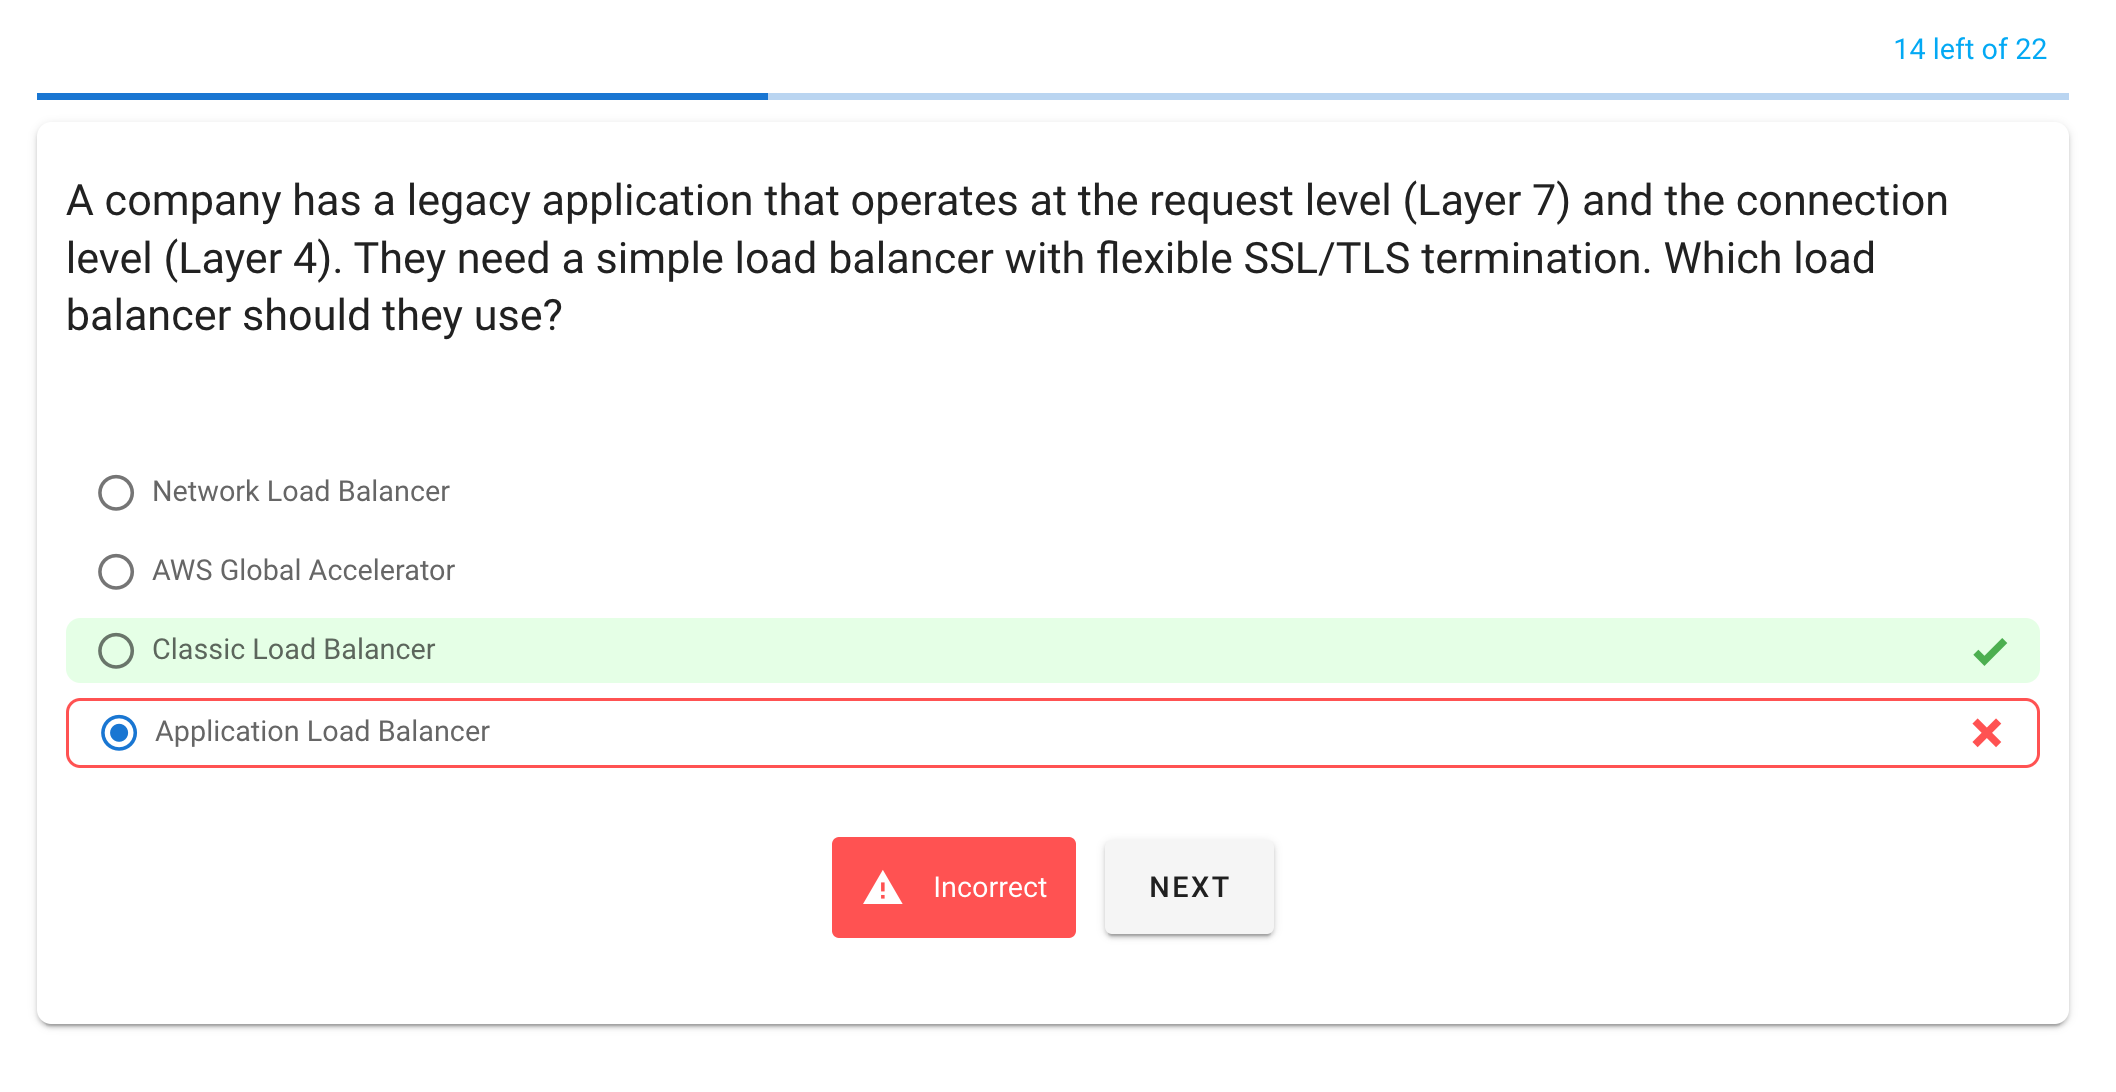 14 left of 22
A company has a legacy application that operates at the request level (Layer 7) and the connection
level (Layer 4). They need a simple load balancer with flexible SSL/TLS termination. Which load
balancer should they use?
Network Load Balancer
AWS Global Accelerator
Classic Load Balancer
Application Load Balancer
Incorrect
NEXT